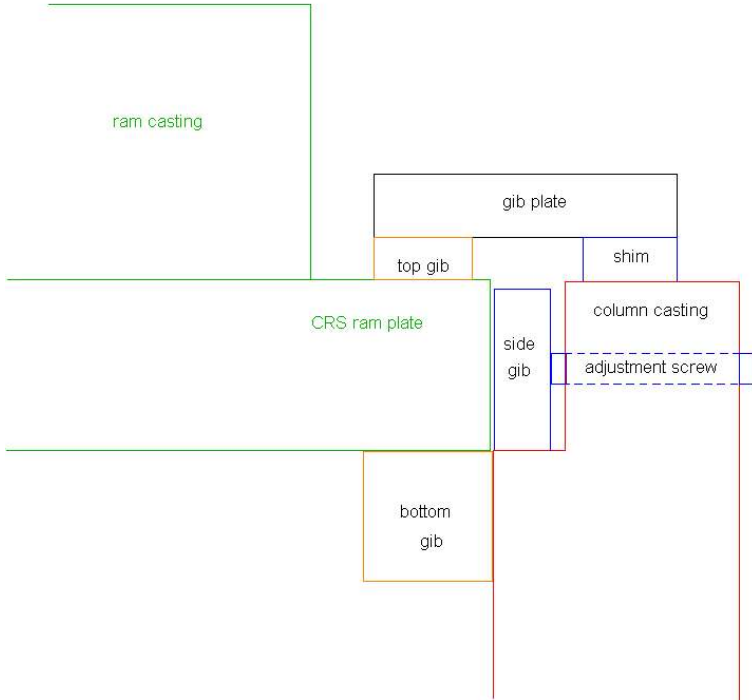 ram casting
gib plate
top gib
shim
CRS ram plate
column casting
side
gib
adjustment screw
bottom
gib